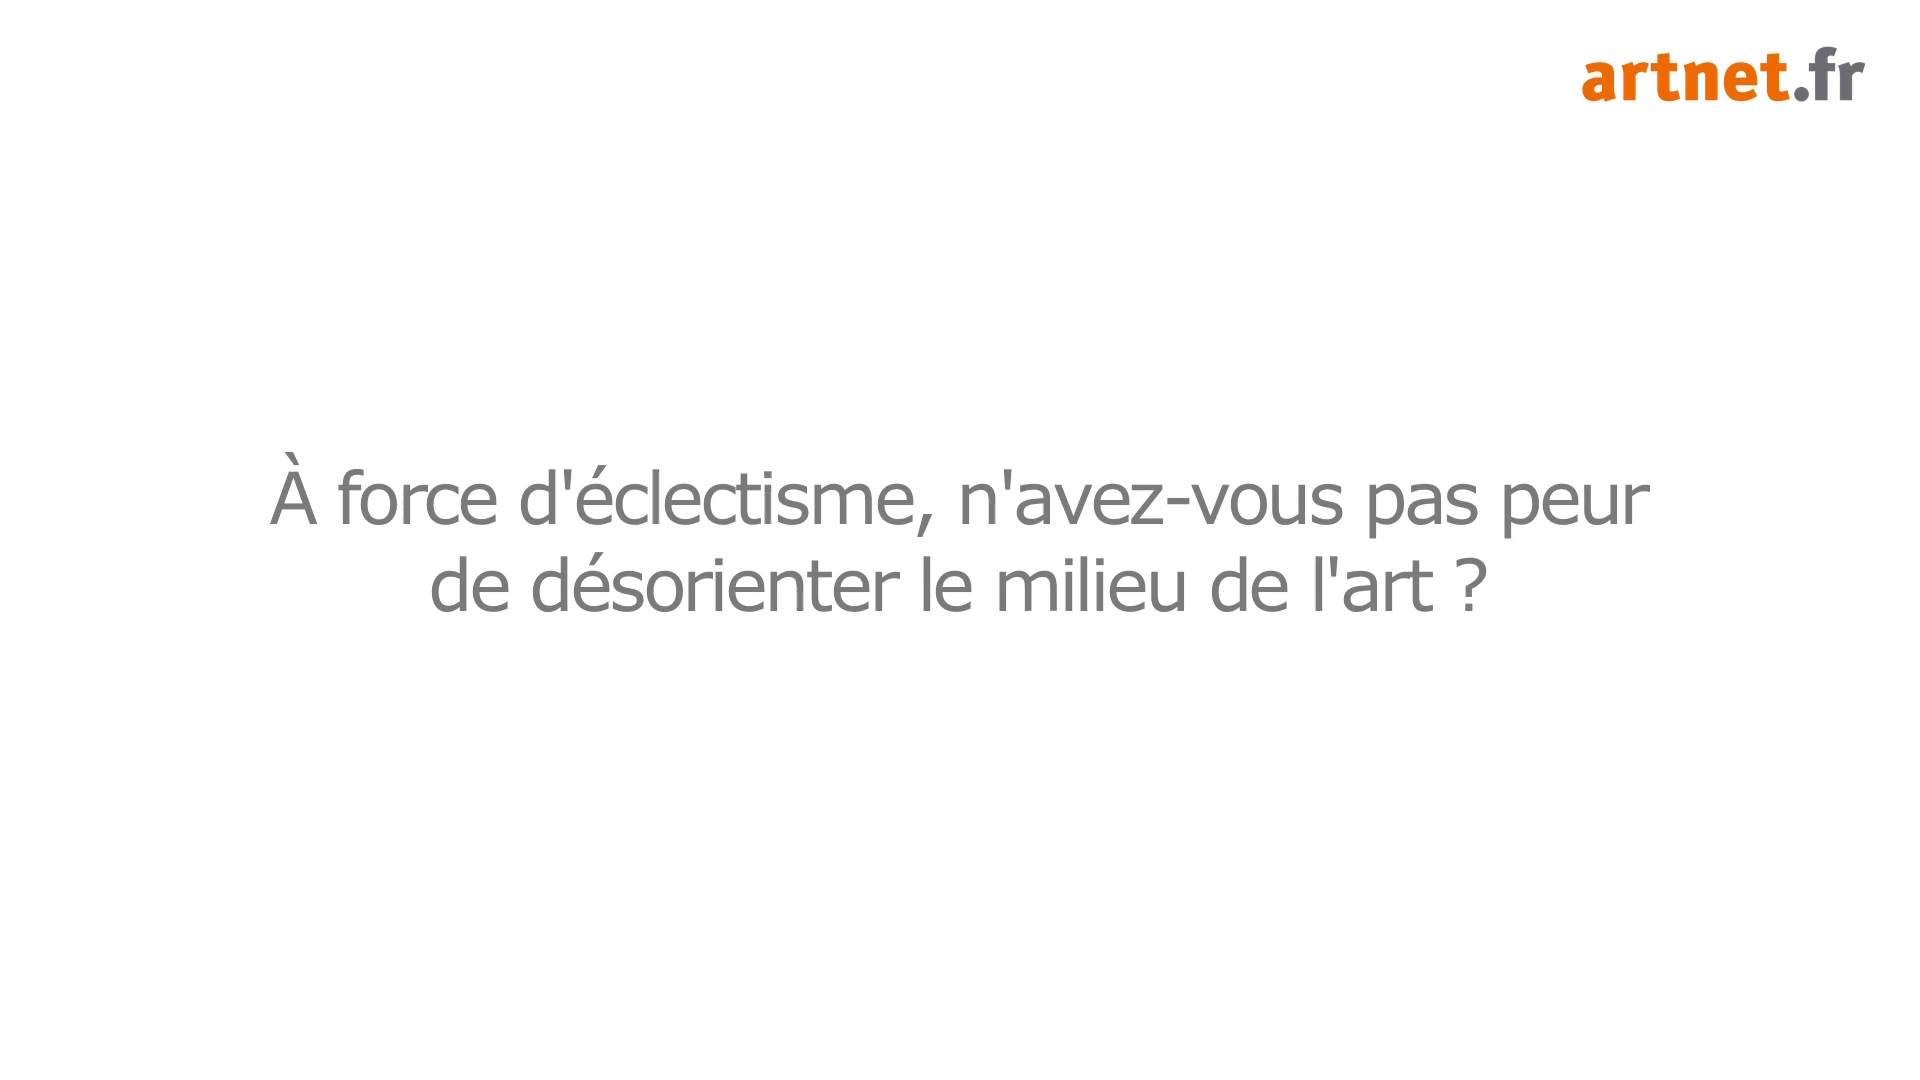 artnet.fr
À force d'éclectisme, n'avez-vous pas peur
de désorienter le milieu de l'art ?